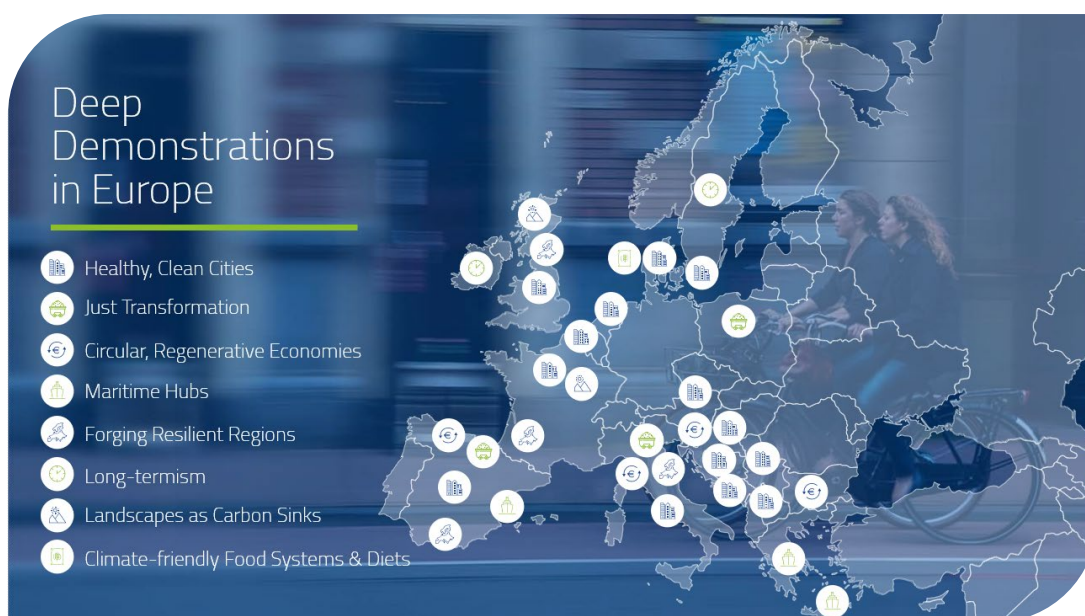 Deep
Demonstrations
in Europe
Healthy, Clean Cities
Just Transformation
Circular, Regenerative Economies
Maritime Hubs
Forging Resilient Regions
Long-termism
Landscapes as Carbon Sinks
Climate-friendly Food Systems & Diets